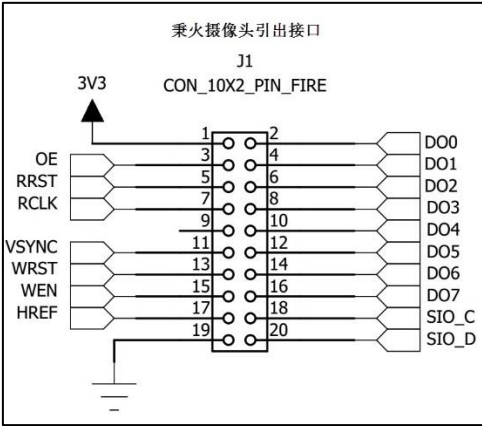 秉火摄像头引出接口
J1
CON_10X2_PIN_FIRE
3V3
1 2 DO0
OE 3 4 DO1
RRST 5 6 DO2
RCLK 7 8 DO3
9 10 DO4
VSYNC 11 12 DO5
WRST 13 14 DO6
WEN 15 16 DO7
HREF 17 18 SIO_C
19 20 SIO_D